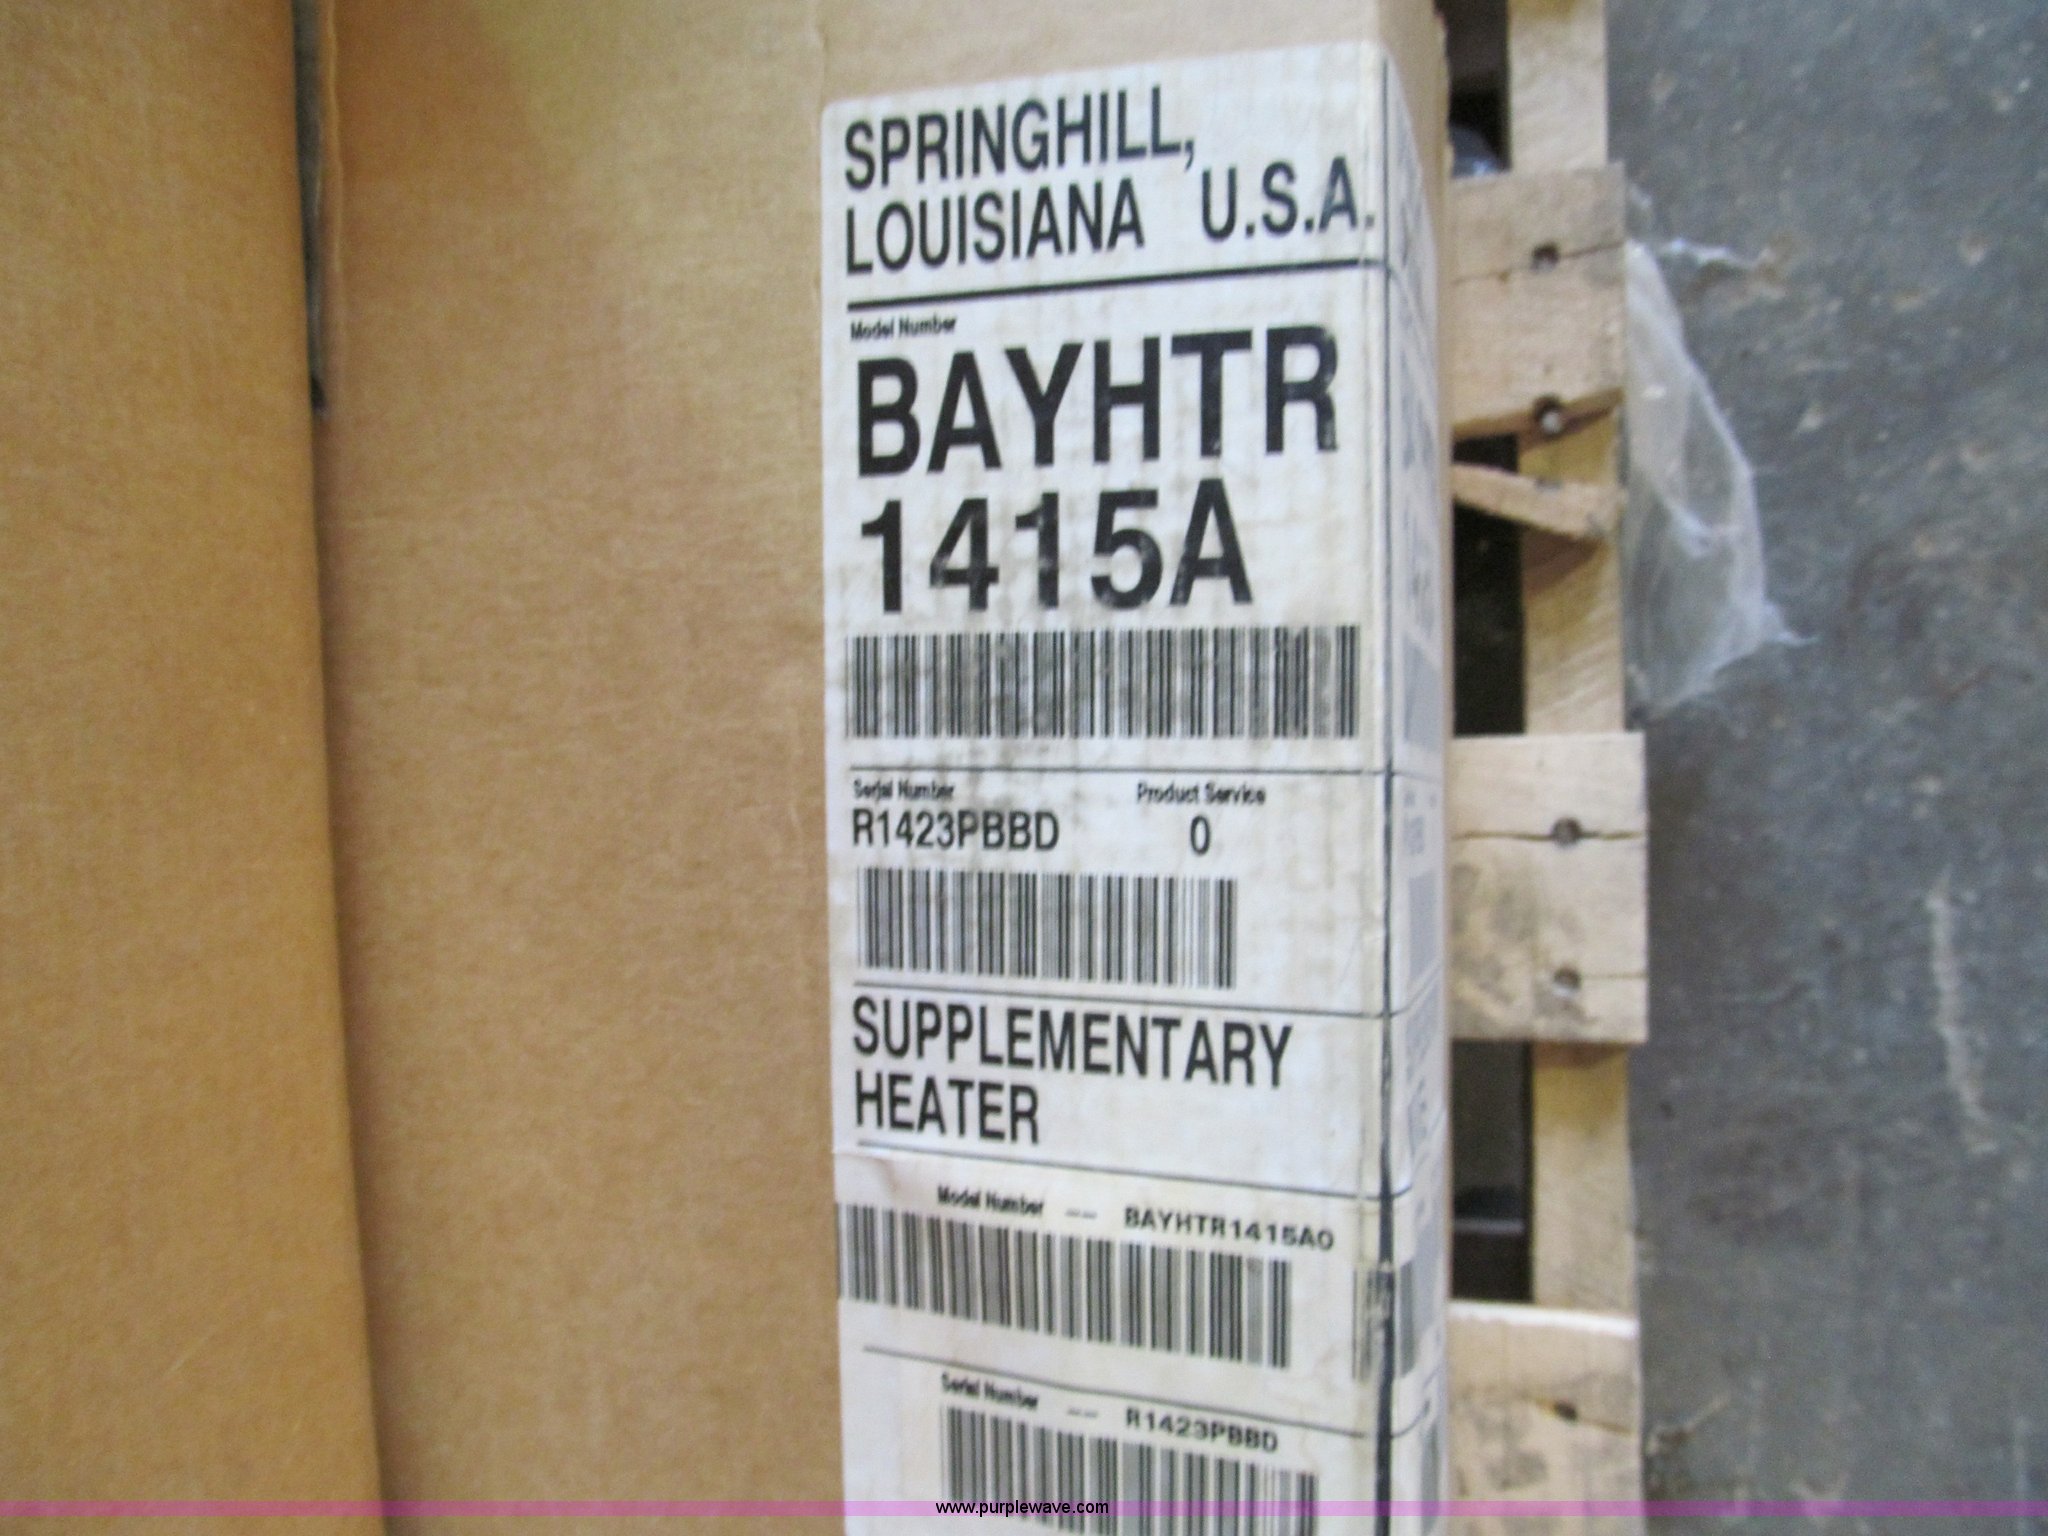 SPRINGHILL,
LOUISIANA U.S.A.
Model Number
BAYHTR
1415A
Serial Number Product Service
R1423PBBD 0
SUPPLEMENTARY
HEATER
Model Number -- BAYHTR1415A0
Serial Number -- R1423PBBD
www.purplewave.com